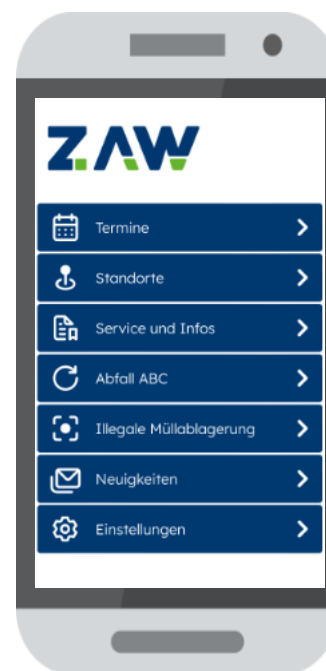 ZAW
Termine
Standorte
Service und Infos
Abfall ABC
Illegale Müllablagerung
Neuigkeiten
Einstellungen